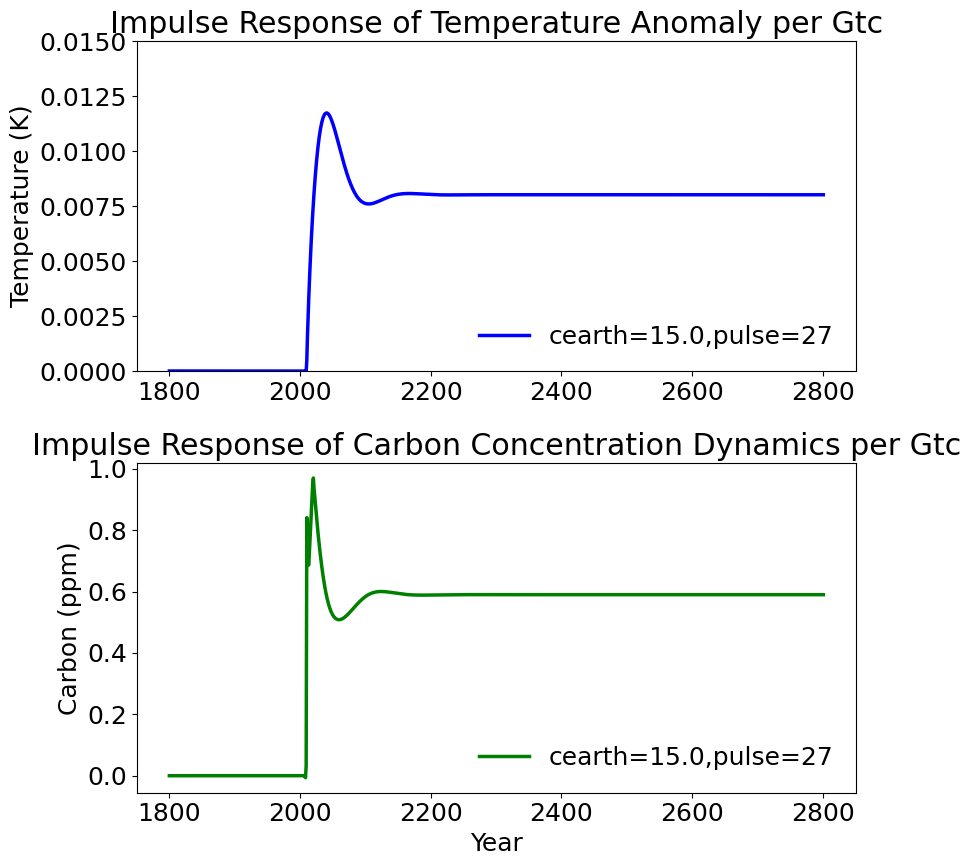 Impulse Response of Temperature Anomaly per Gtc
0.0150
0.0125
0.0100
0.0075
0.0050
0.0025
0.0000
Temperature (K)
cearth=15.0,pulse=27
1800 2000 2200 2400 2600 2800
Impulse Response of Carbon Concentration Dynamics per Gtc
1.0
0.8
0.6
0.4
0.2
0.0
Carbon (ppm)
cearth=15.0,pulse=27
1800 2000 2200 2400 2600 2800
Year